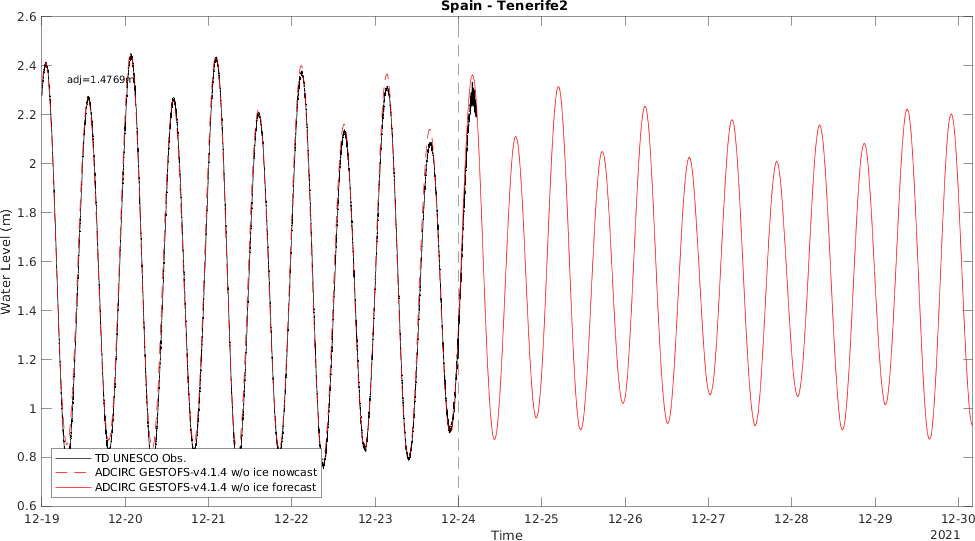 Spain - Tenerife2
2.6
2.4
2.2
2
1.8
1.6
1.4
1.2
1
0.8
0.6
Water Level (m)
adj=1.4769m
TD UNESCO Obs.
ADCIRC GESTOFS-v4.1.4 w/o ice nowcast
ADCIRC GESTOFS-v4.1.4 w/o ice forecast
12-19 12-20 12-21 12-22 12-23 12-24 12-25 12-26 12-27 12-28 12-29 12-30
Time
2021